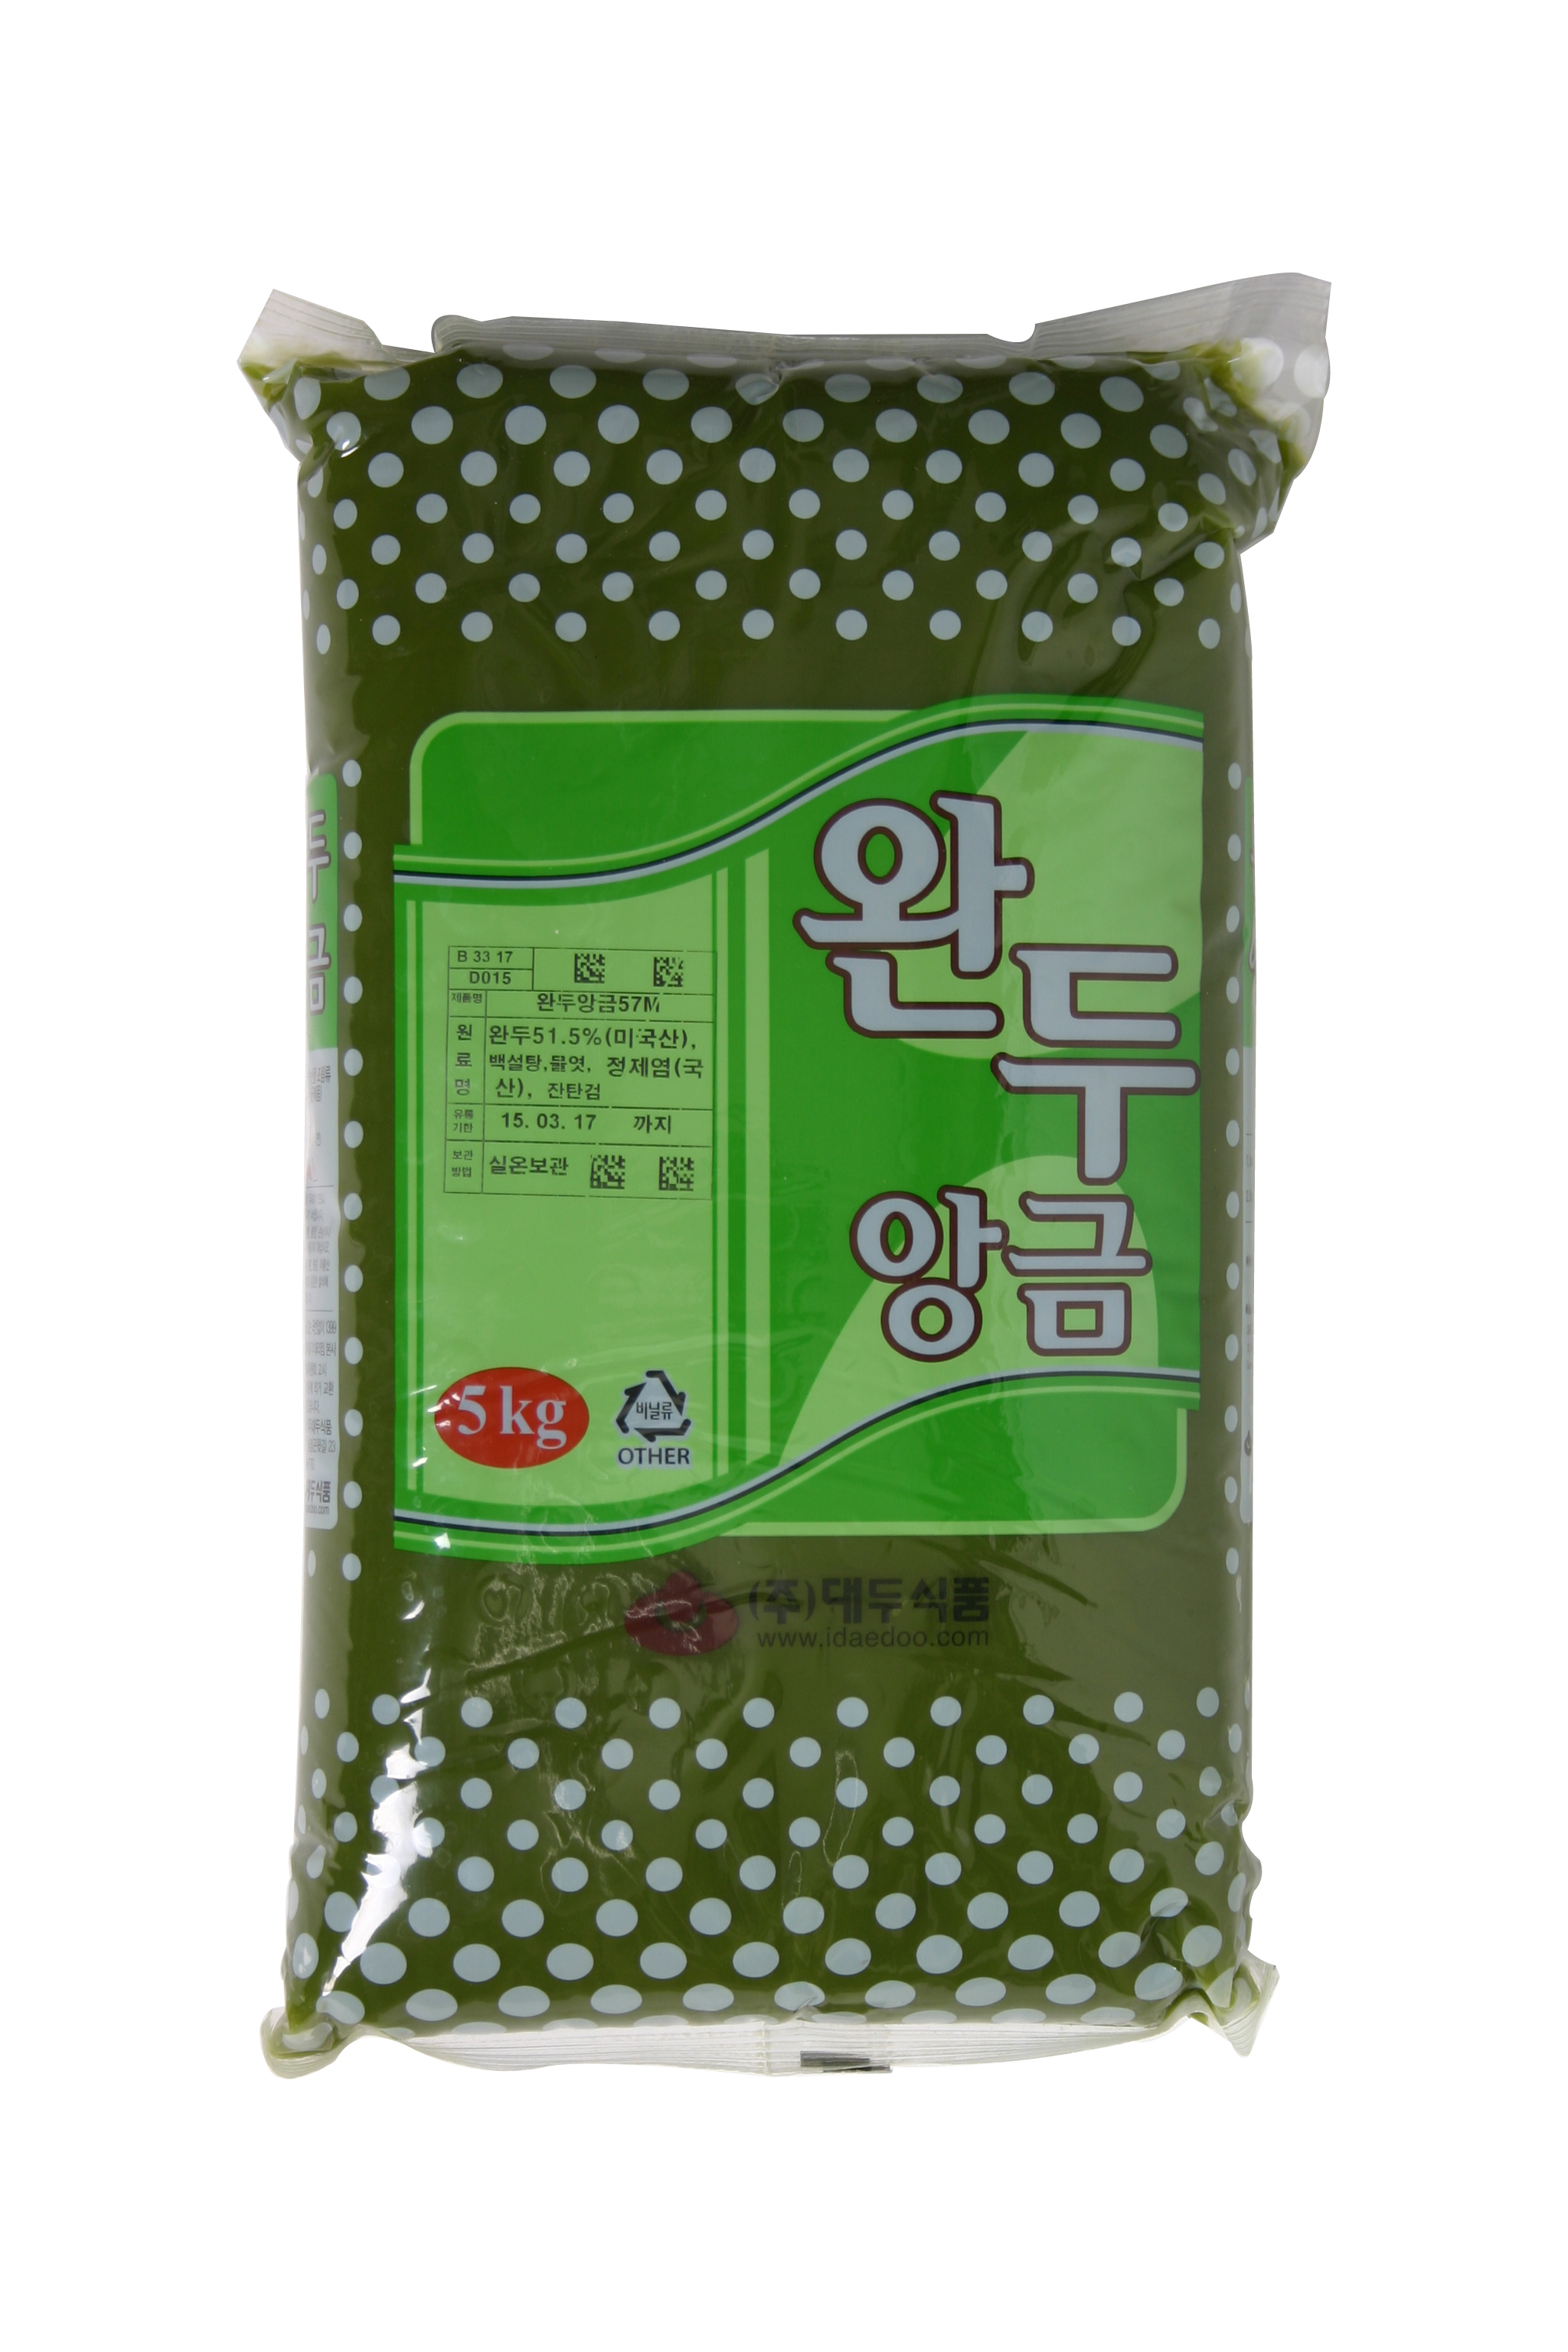 완두
앙금
B 33 17
D015
제품명 완두앙금57M
원료명 완두51.5%(미국산),
백설탕,물엿, 정제염(국
산), 잔탄검
유통기한 15. 03. 17 까지
보관방법 실온보관
5kg
비닐류
OTHER
(주)대두식품
www.idaedoo.com
두
금